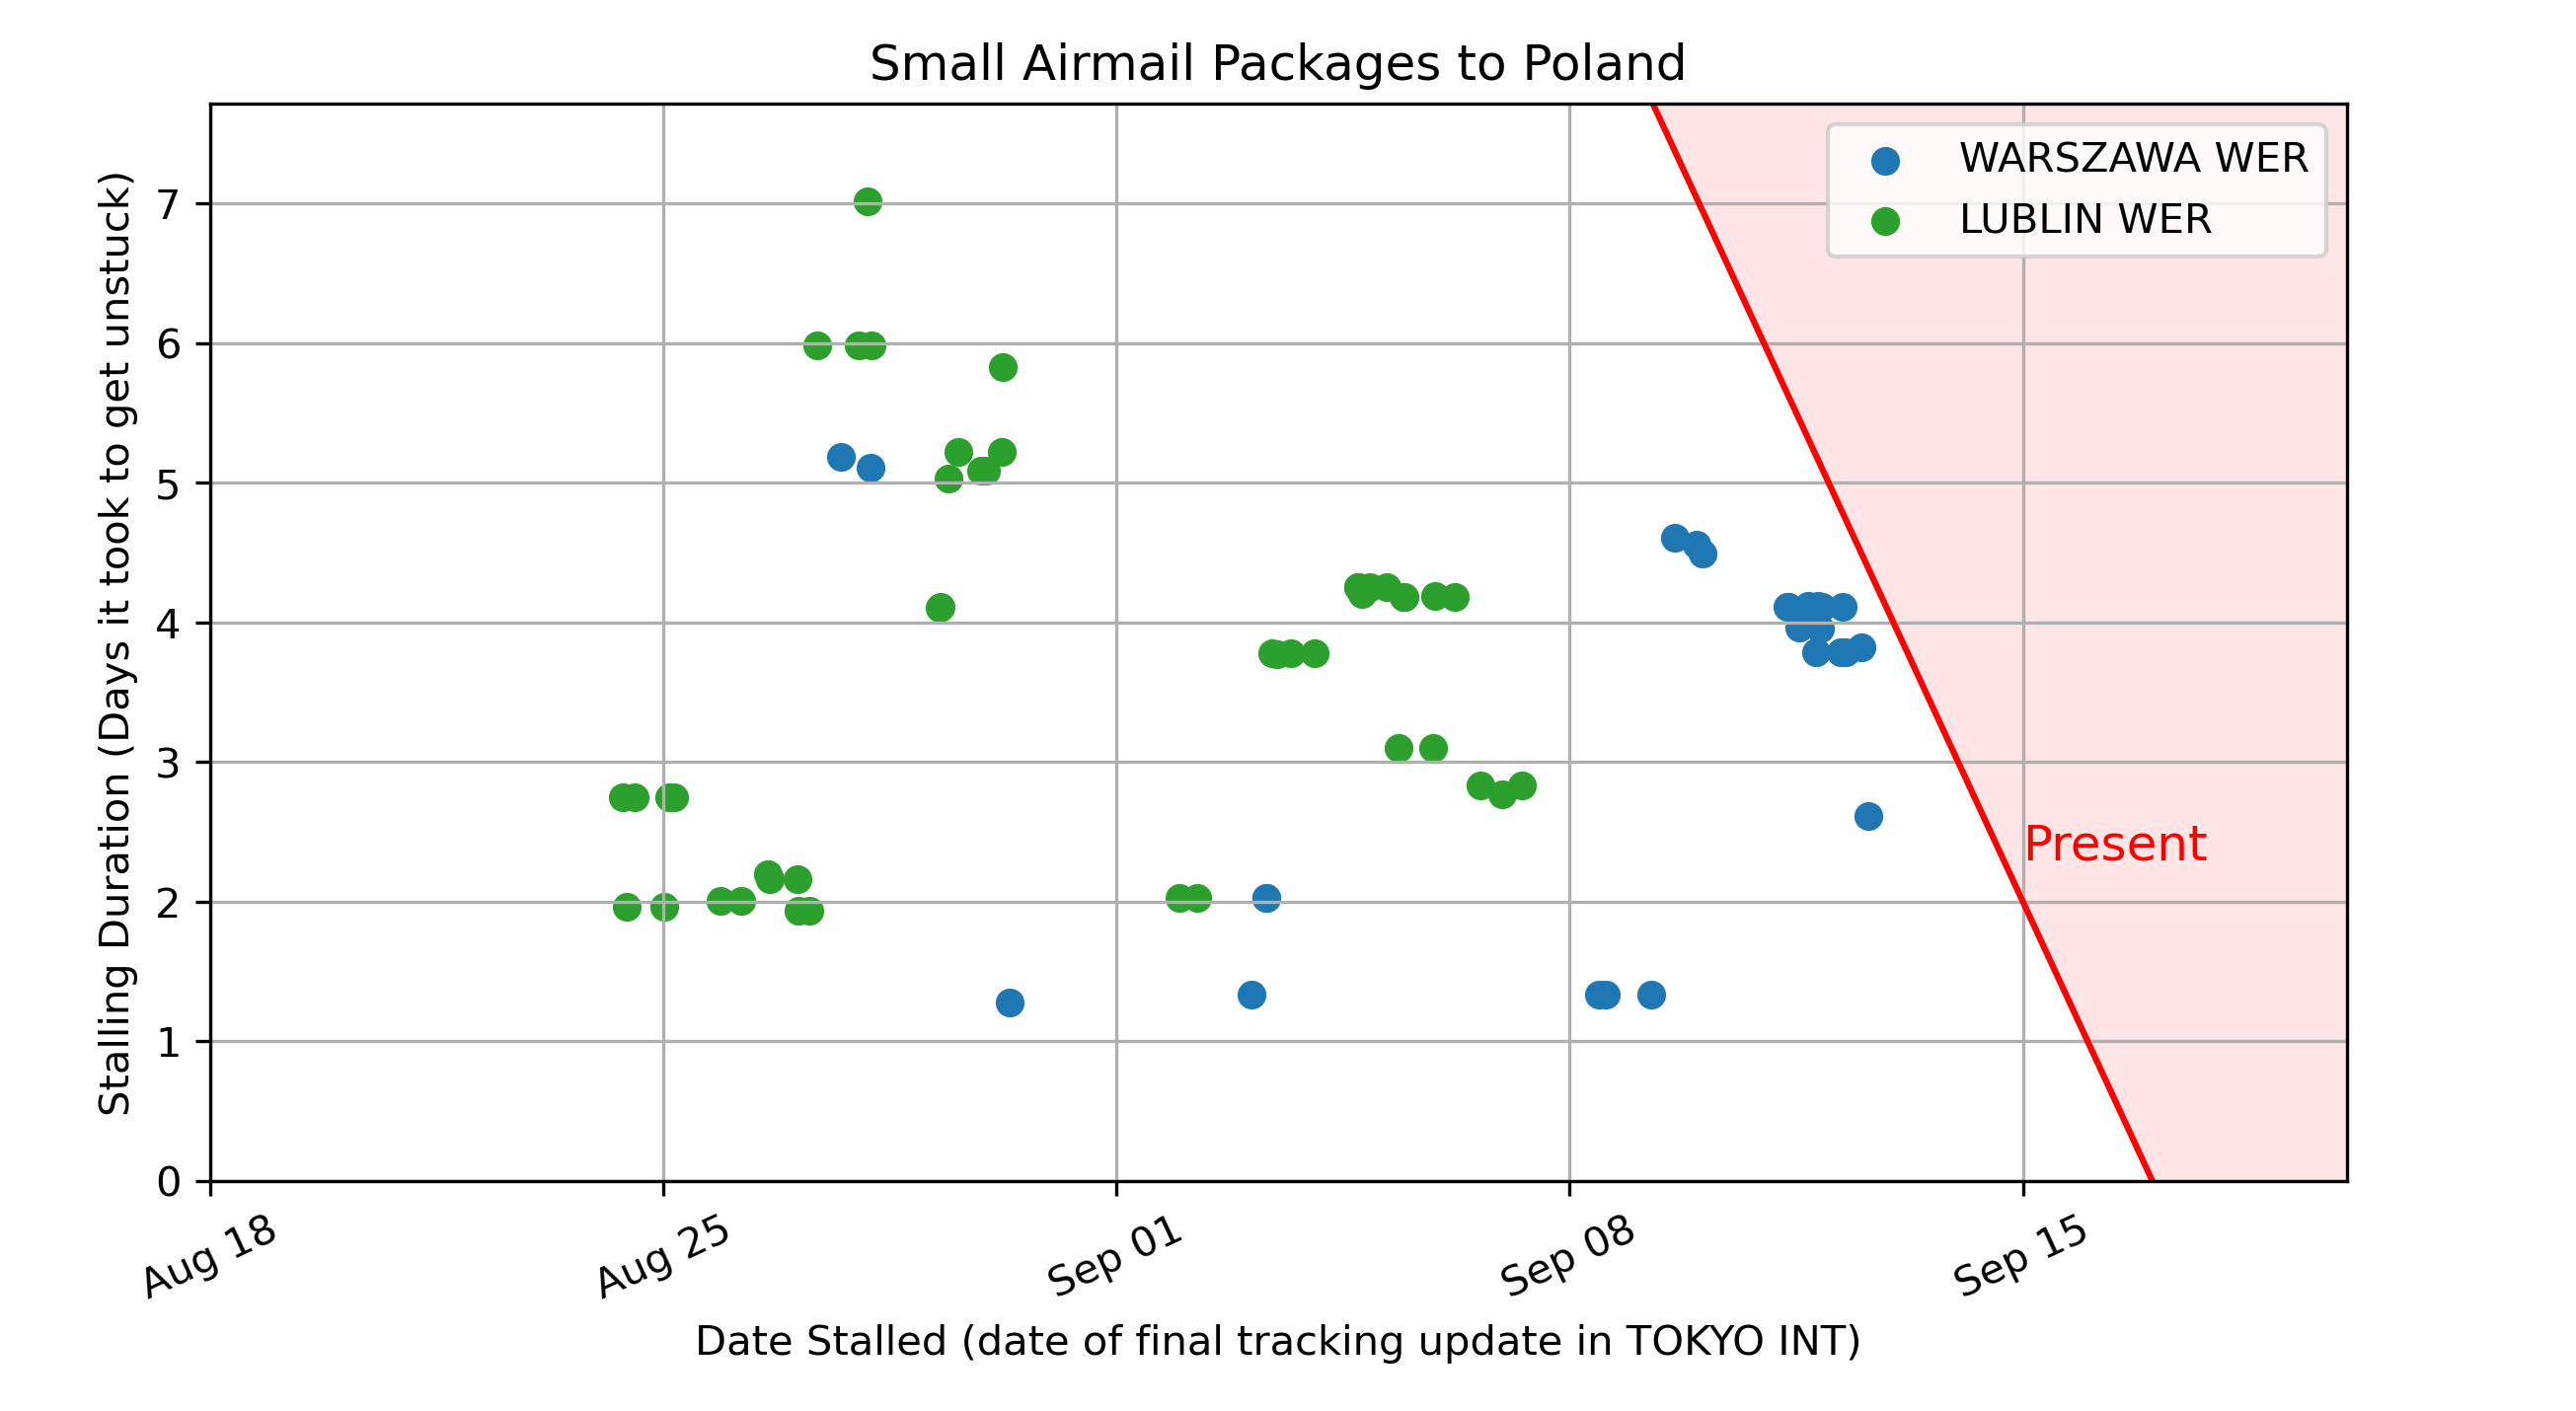 Small Airmail Packages to Poland
Stalling Duration (Days it took to get unstuck)
7
6
5
4
3
2
1
0
WARSZAWA WER
LUBLIN WER
Present
Aug 18
Aug 25
Sep 01
Sep 08
Sep 15
Date Stalled (date of final tracking update in TOKYO INT)